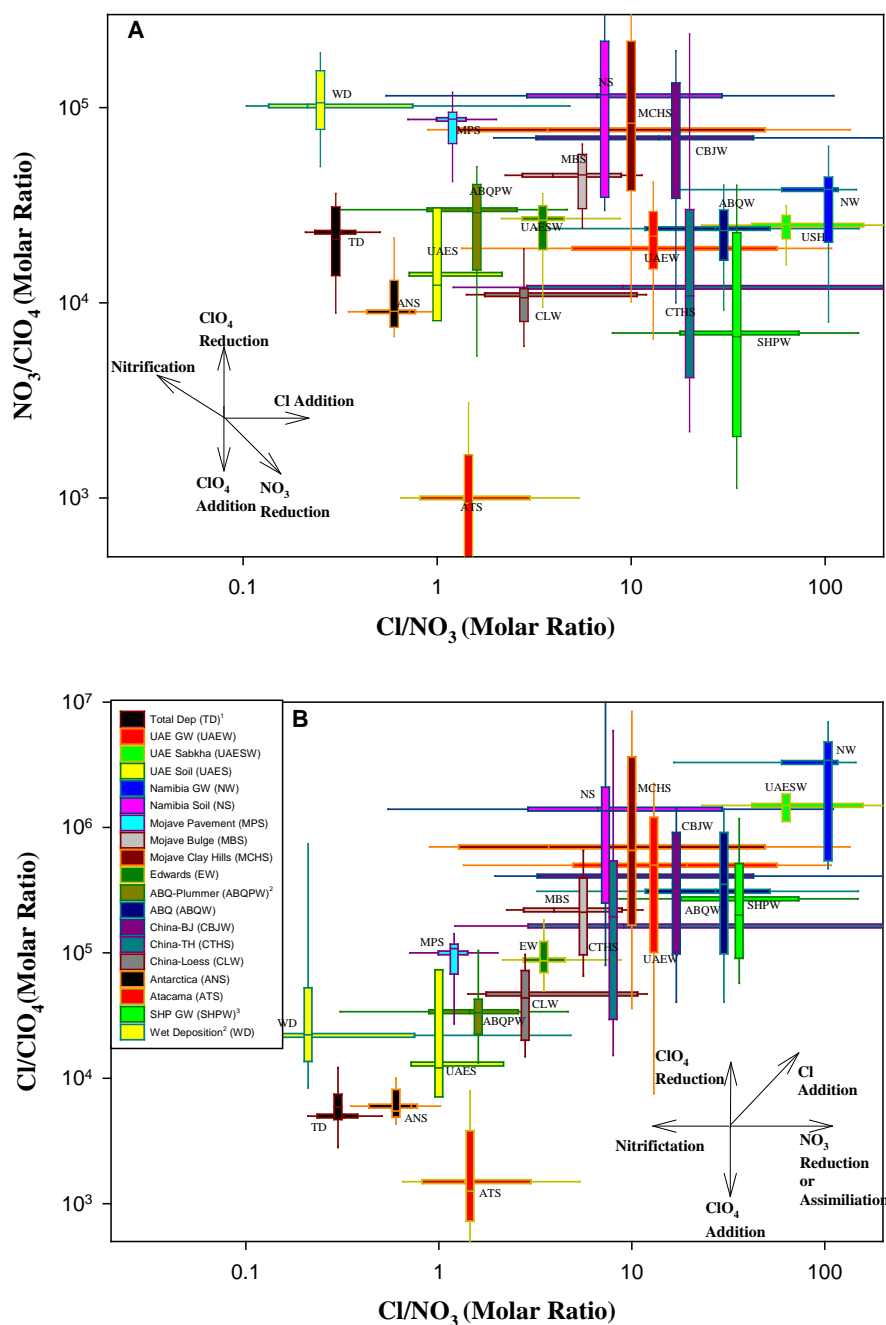 A
NO3/ClO4 (Molar Ratio)
10^5
10^4
10^3
WD
MPS
NS
MCHS
CBJW
MBS
ABQPW
UAESW
ABQW
NW
USH
UAEW
TD
UAES
ANS
CLW
CTHS
SHPW
ATS
ClO4
Reduction
Nitrification
Cl Addition
ClO4
Addition
NO3
Reduction
0.1 1 10 100
Cl/NO3 (Molar Ratio)
B
Cl/ClO4 (Molar Ratio)
10^7
10^6
10^5
10^4
10^3
Total Dep (TD)^1
UAE GW (UAEW)
UAE Sabkha (UAESW)
UAE Soil (UAES)
Namibia GW (NW)
Namibia Soil (NS)
Mojave Pavement (MPS)
Mojave Bulge (MBS)
Mojave Clay Hills (MCHS)
Edwards (EW)
ABQ-Plummer (ABQPW)^2
ABQ (ABQW)
China-BJ (CBJW)
China-TH (CTHS)
China-Loess (CLW)
Antarctica (ANS)
Atacama (ATS)
SHP GW (SHPW)^3
Wet Deposition^2 (WD)
NW
NS
MCHS
UAESW
CBJW
MBS
ABQW
SHPW
MPS
EW
CTHS
UAEW
CLW
WD
ABQPW
UAES
TD
ANS
ATS
ClO4
Reduction
Cl
Addition
Nitrifictation
NO3
Reduction
or
Assimiliation
ClO4
Addition
0.1 1 10 100
Cl/NO3 (Molar Ratio)